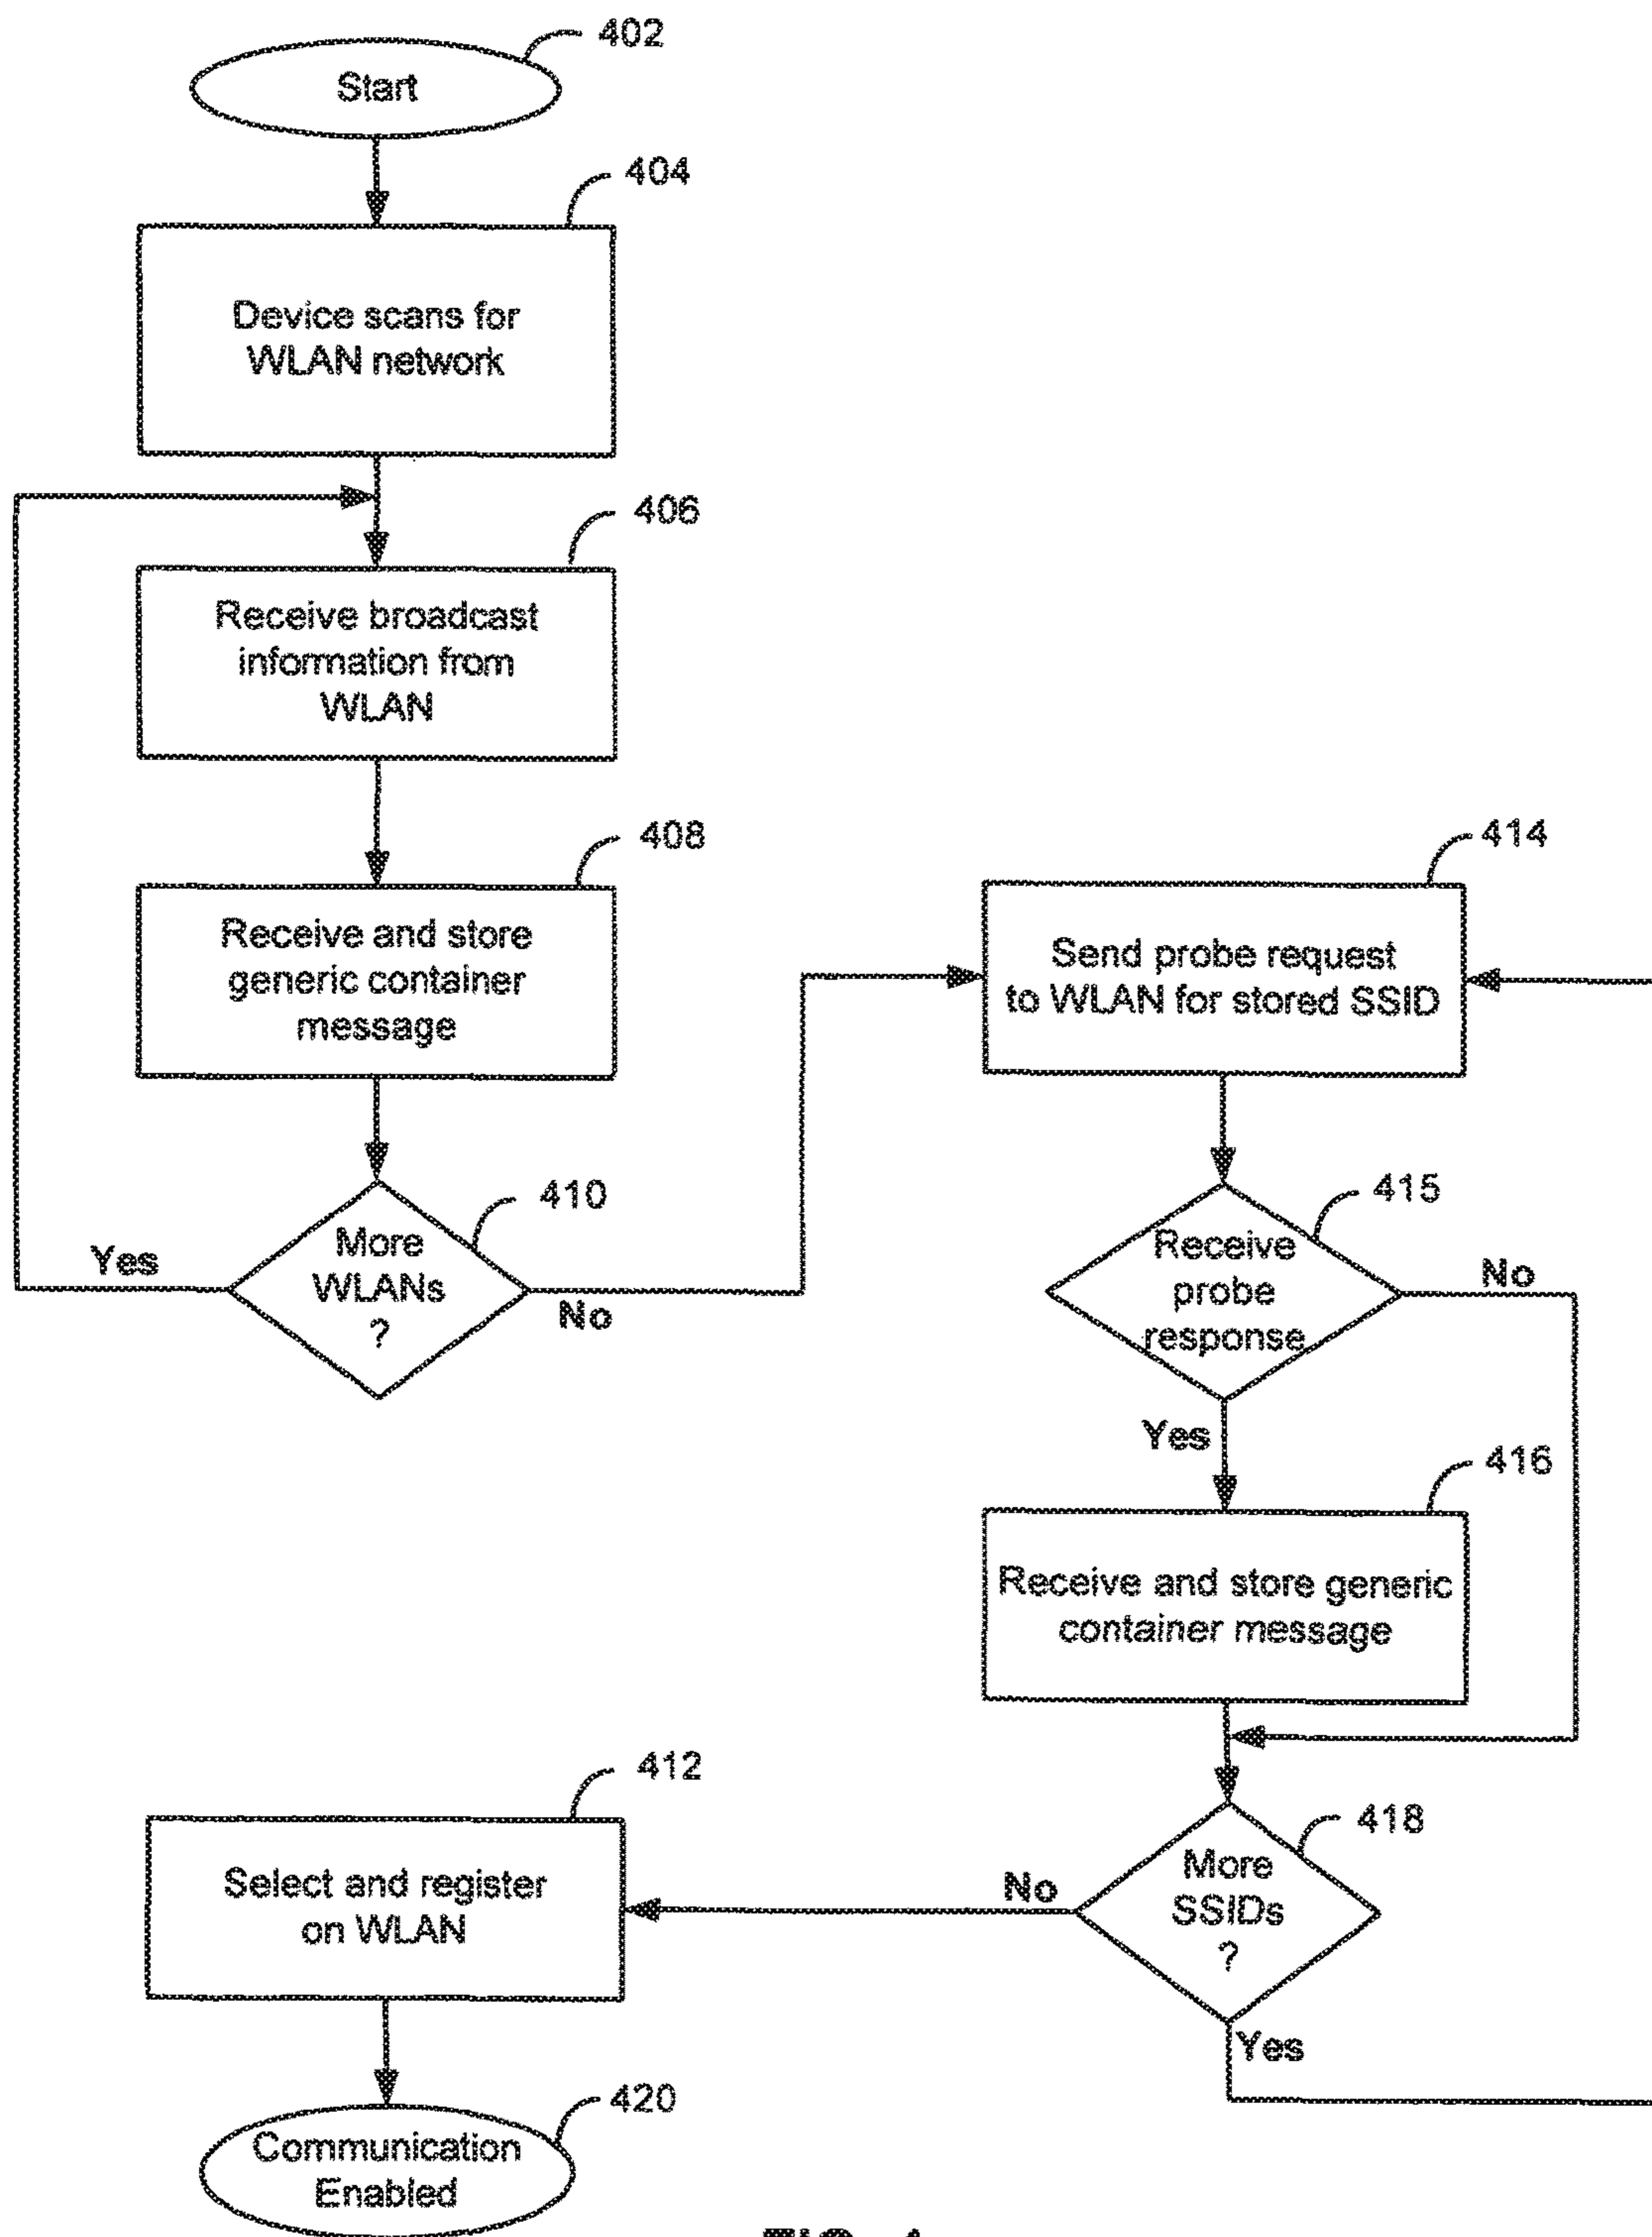 402
Start
404
Device scans for
WLAN network
406
Receive broadcast
information from
WLAN
408
Receive and store
generic container
message
410
More
WLANs
?
Yes
No
414
Send probe request
to WLAN for stored SSID
415
Receive
probe
response
No
Yes
416
Receive and store generic
container message
418
More
SSIDs
?
No
Yes
412
Select and register
on WLAN
420
Communication
Enabled